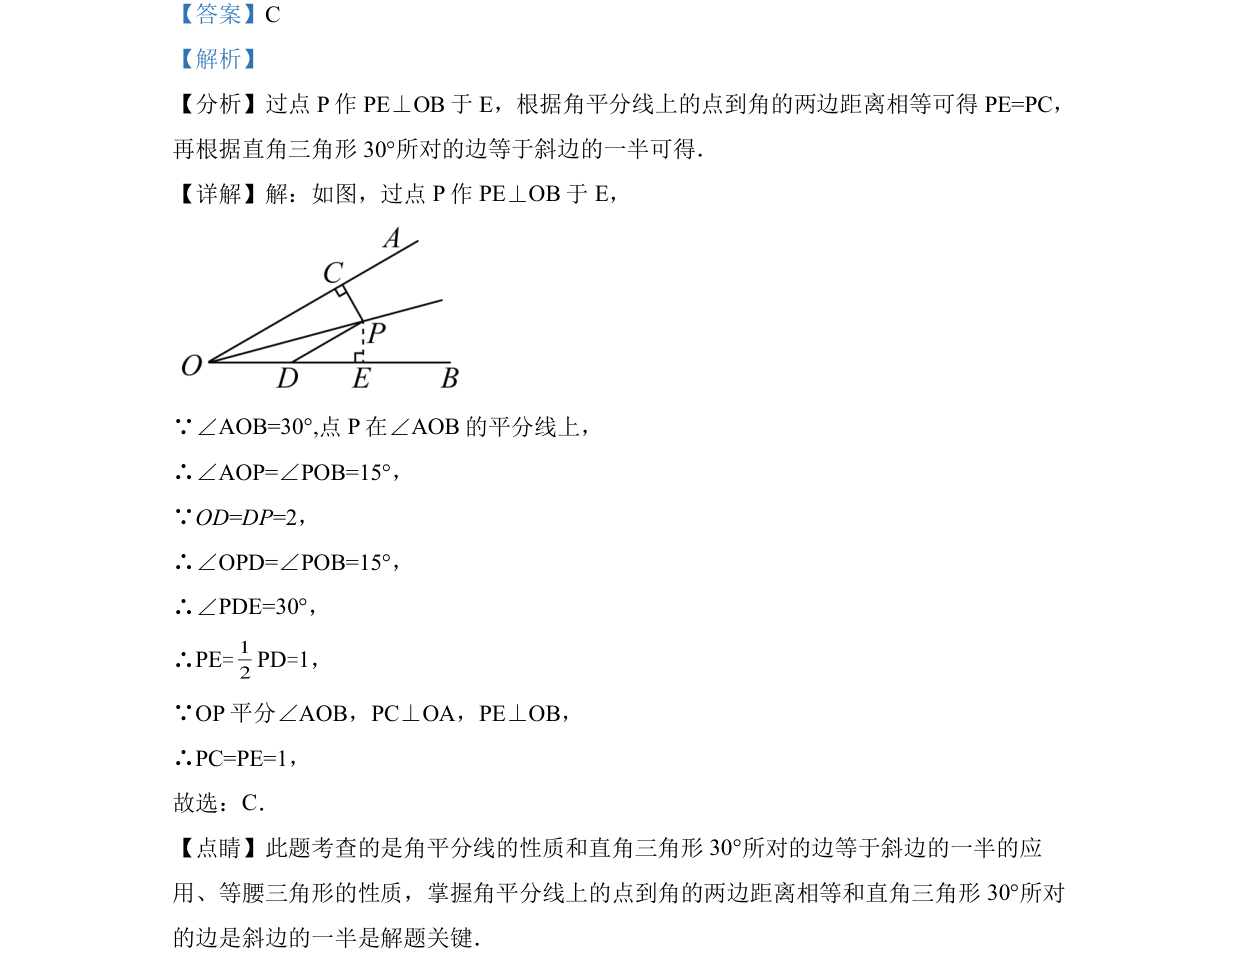 【答案】C
【解析】
【分析】过点 P 作 PE⊥OB 于 E，根据角平分线上的点到角的两边距离相等可得 PE=PC，
再根据直角三角形 30°所对的边等于斜边的一半可得．
【详解】解：如图，过点 P 作 PE⊥OB 于 E，
A
C
P
O
D E B
∵∠AOB=30°,点 P 在∠AOB 的平分线上，
∴∠AOP=∠POB=15°，
∵OD=DP=2，
∴∠OPD=∠POB=15°，
∴∠PDE=30°，
∴PE=1/2 PD=1，
∵OP 平分∠AOB，PC⊥OA，PE⊥OB，
∴PC=PE=1，
故选：C．
【点睛】此题考查的是角平分线的性质和直角三角形 30°所对的边等于斜边的一半的应
用、等腰三角形的性质，掌握角平分线上的点到角的两边距离相等和直角三角形 30°所对
的边是斜边的一半是解题关键．